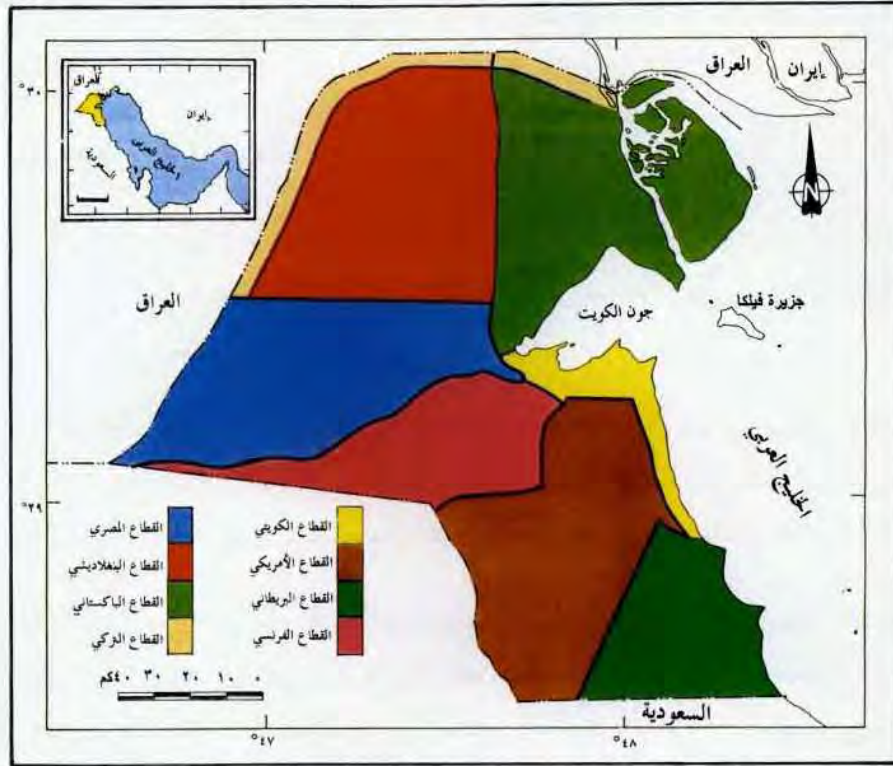 العراق
إيران
الخليج العربي
السعودية
°٣٠
العراق
إيران
N
العراق
جون الكويت
جزيرة فيلكا
الخليج العربي
°٢٩
القطاع المصري
القطاع البنغلاديشي
القطاع الباكستاني
القطاع التركي
القطاع الكويتي
القطاع الأمريكي
القطاع البريطاني
القطاع الفرنسي
٠ ١٠ ٢٠ ٣٠ ٤٠كم
السعودية
°٤٧
°٤٨